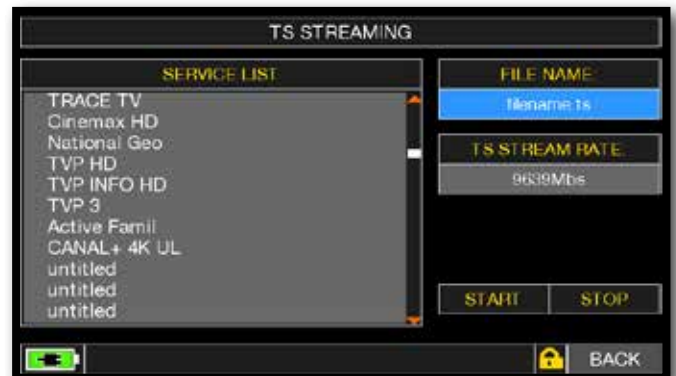 TS STREAMING
SERVICE LIST
TRACE TV
Cinemax HD
National Geo
TVP HD
TVP INFO HD
TVP 3
Active Famil
CANAL+ 4K UL
untitled
untitled
untitled
FILE NAME
filename.ts
TS STREAM RATE
9639Mbs
START
STOP
BACK